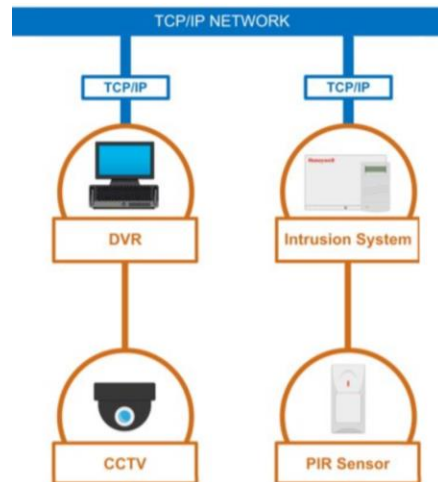 TCP/IP NETWORK
TCP/IP
TCP/IP
Honeywell
DVR
Intrusion System
CCTV
PIR Sensor